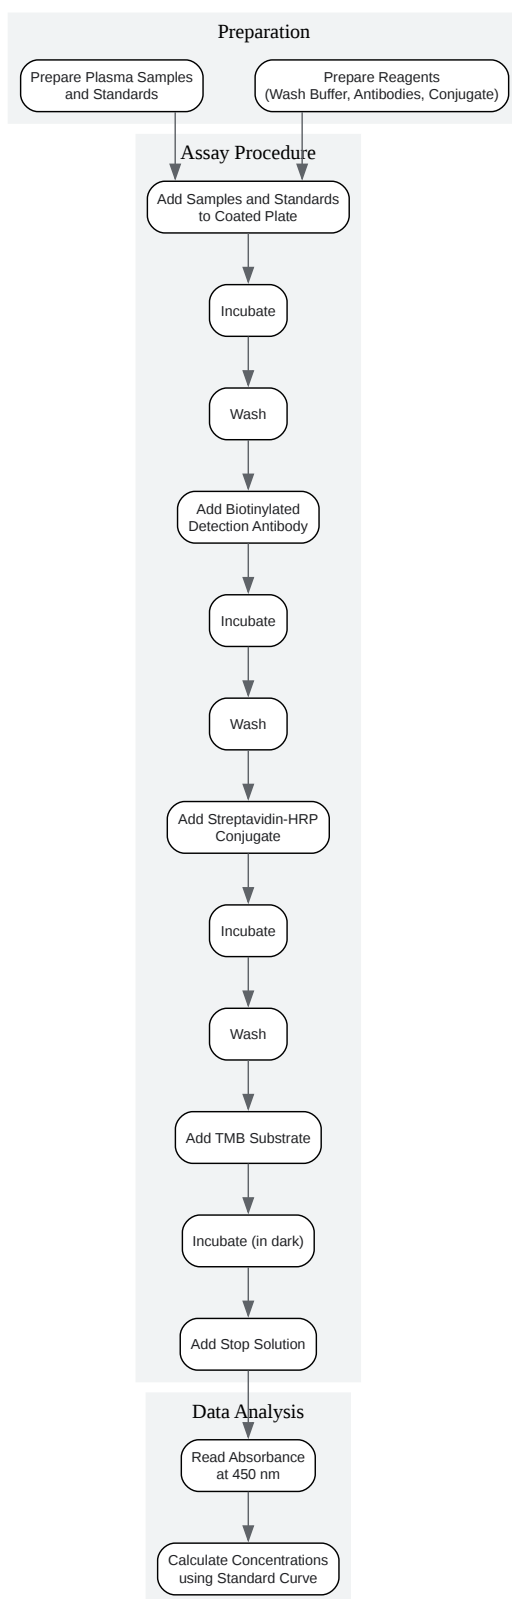 Preparation
Prepare Plasma Samples
and Standards
Prepare Reagents
(Wash Buffer, Antibodies, Conjugate)
Assay Procedure
Add Samples and Standards
to Coated Plate
Incubate
Wash
Add Biotinylated
Detection Antibody
Incubate
Wash
Add Streptavidin-HRP
Conjugate
Incubate
Wash
Add TMB Substrate
Incubate (in dark)
Add Stop Solution
Data Analysis
Read Absorbance
at 450 nm
Calculate Concentrations
using Standard Curve